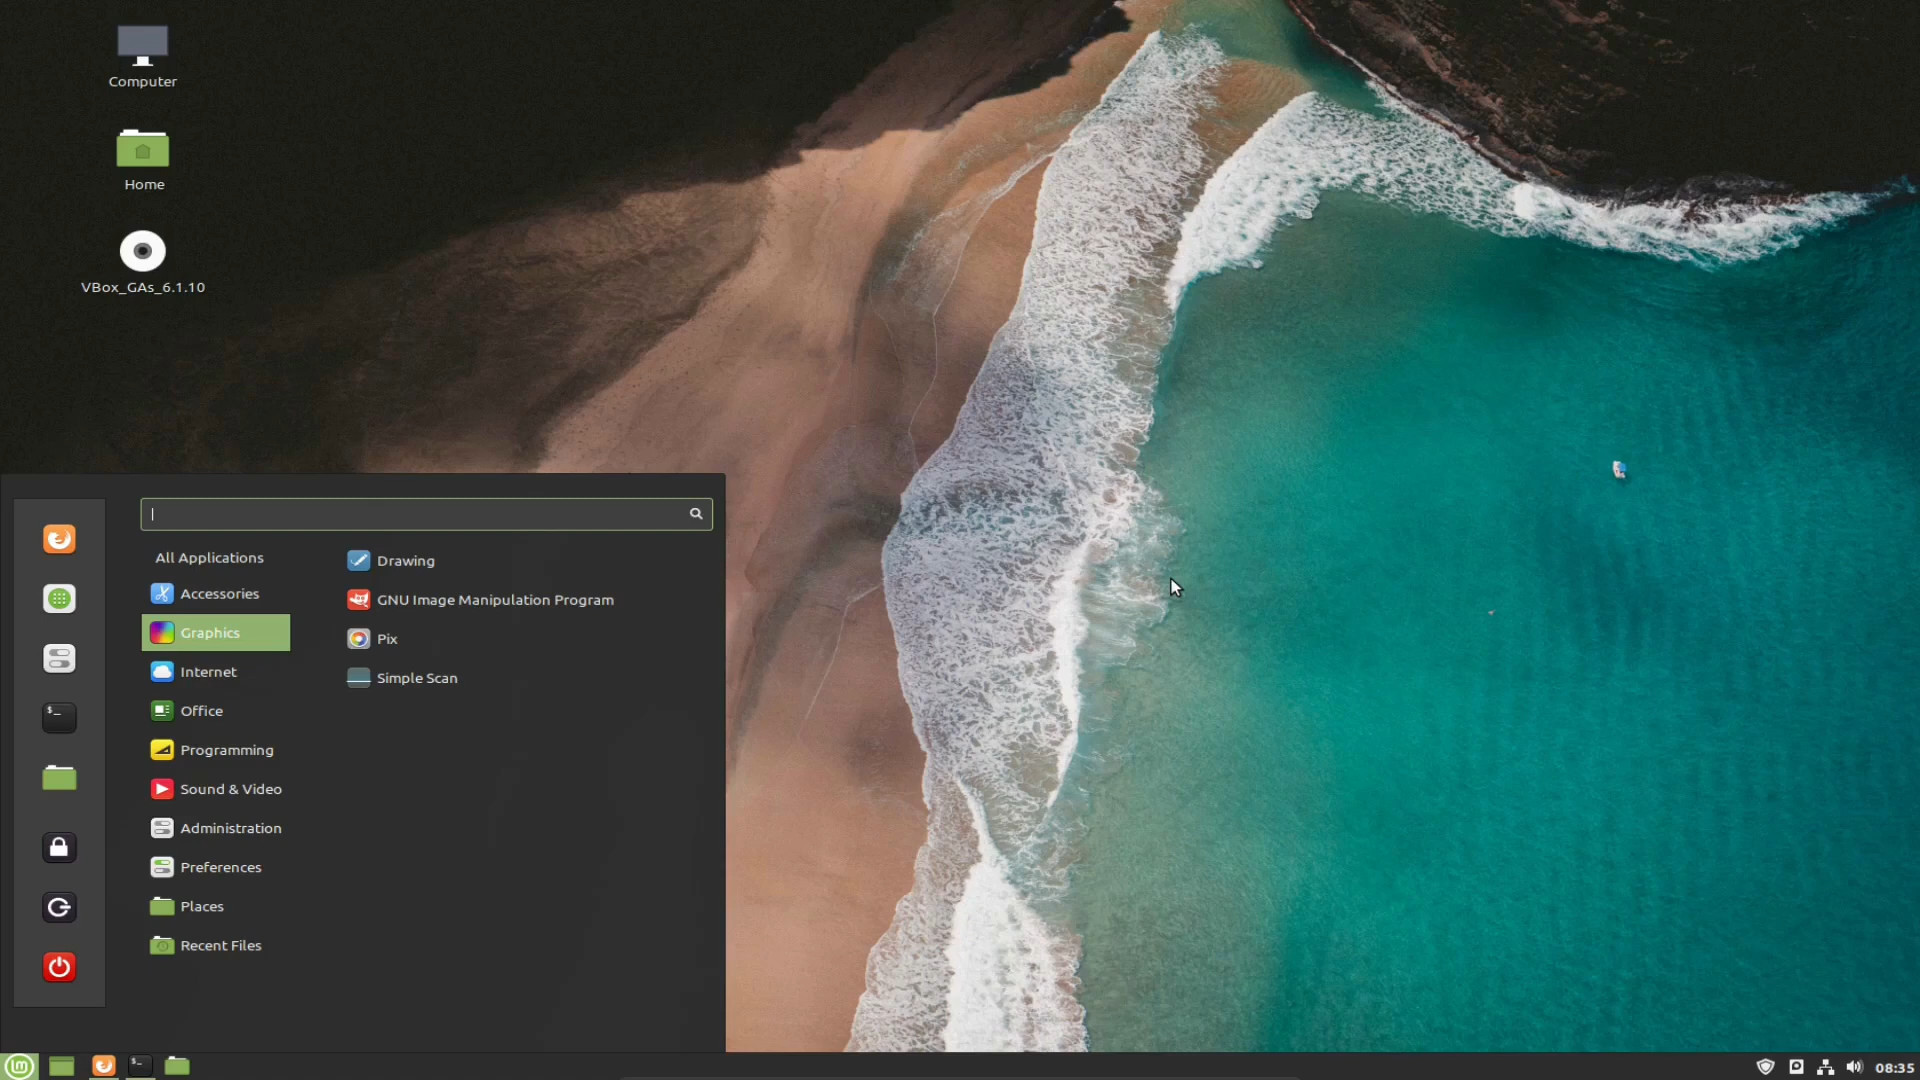 Computer
Home
VBox_GAs_6.1.10
All Applications
Accessories
Graphics
Internet
Office
Programming
Sound & Video
Administration
Preferences
Places
Recent Files
Drawing
GNU Image Manipulation Program
Pix
Simple Scan
08:35